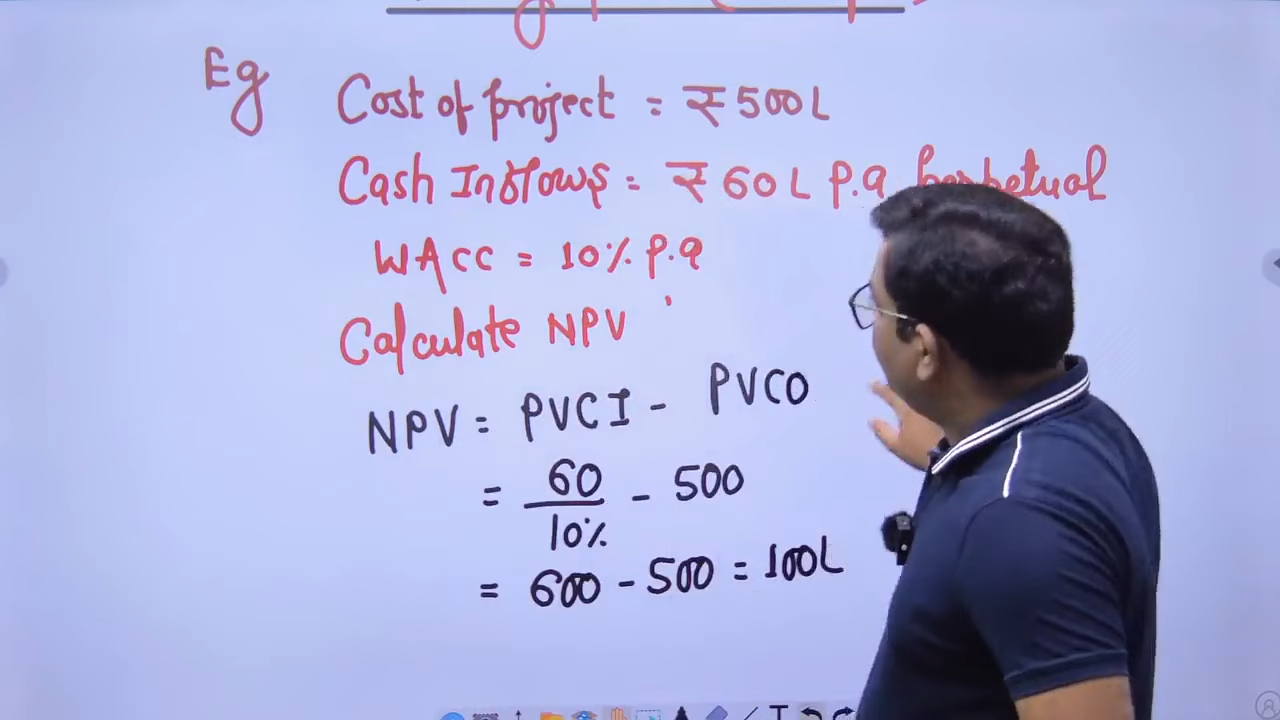 Eg
Cost of project = ₹ 500L
Cash Inflows = ₹ 60 L P.a Perpetual
WACC = 10% P.a
Calculate NPV
NPV = PVCI - PVCO
= 60/10% - 500
= 600 - 500 = 100L